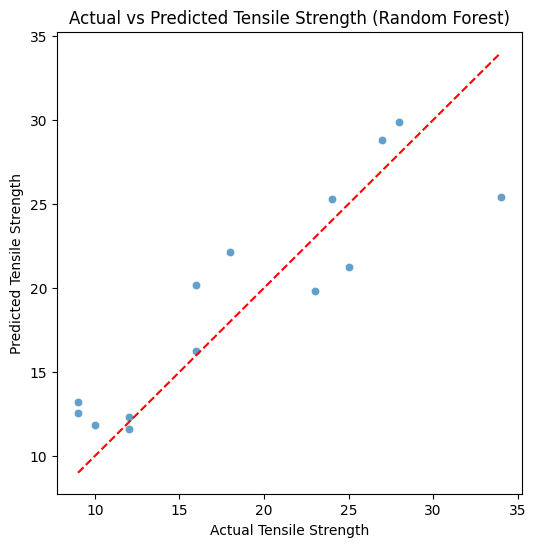 Actual vs Predicted Tensile Strength (Random Forest)
35
30
25
20
15
10
Predicted Tensile Strength
10 15 20 25 30 35
Actual Tensile Strength